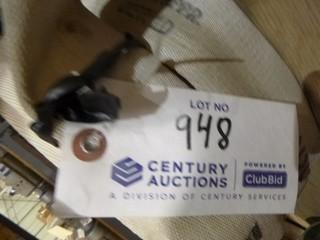 LOT NO
948
CENTURY
AUCTIONS
POWERED BY
ClubBid
A DIVISION OF CENTURY SERVICES